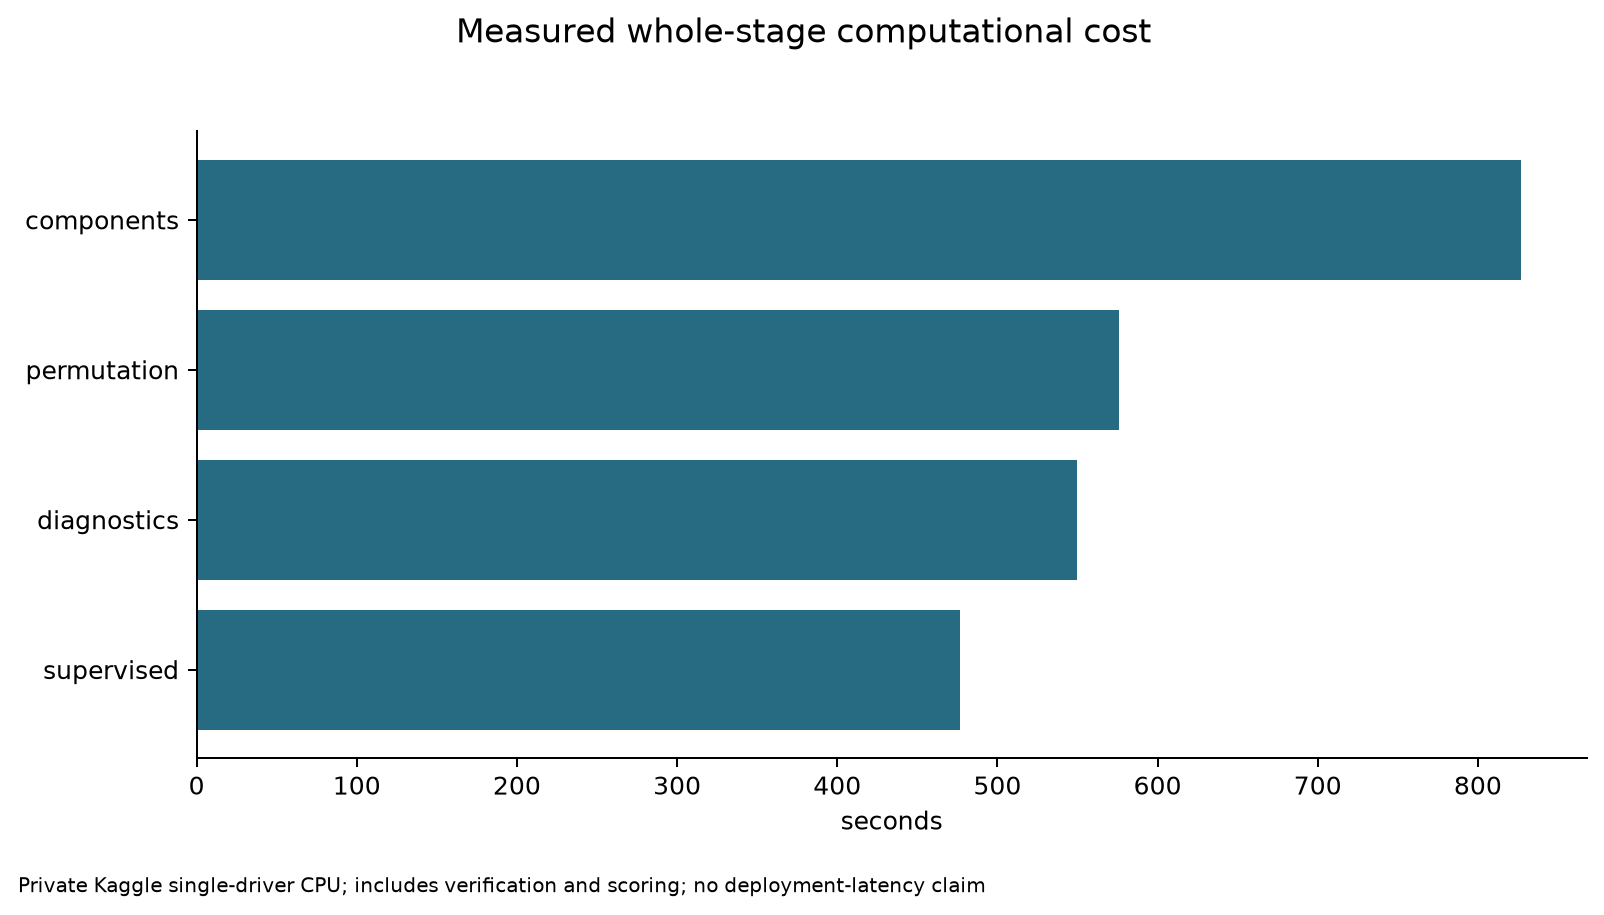 Measured whole-stage computational cost
components
permutation
diagnostics
supervised
0 100 200 300 400 500 600 700 800
seconds
Private Kaggle single-driver CPU; includes verification and scoring; no deployment-latency claim